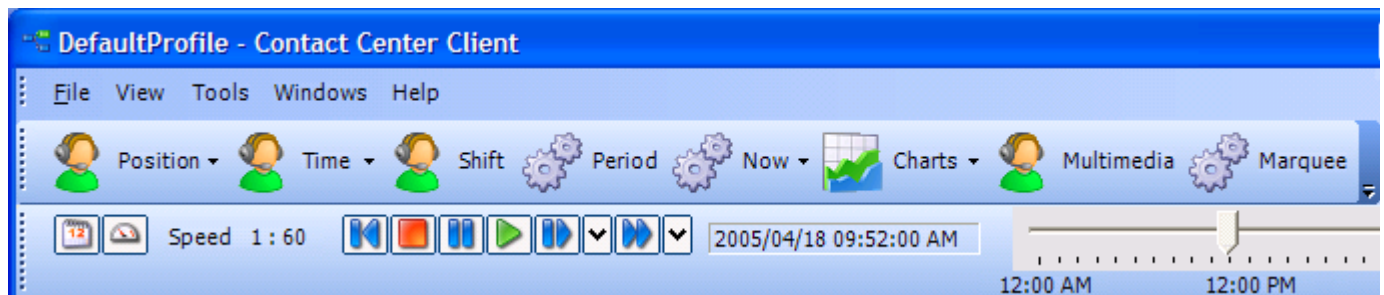 DefaultProfile - Contact Center Client
File View Tools Windows Help
Position Time Shift Period Now Charts Multimedia Marquee
12 Speed 1 : 60 2005/04/18 09:52:00 AM
12:00 AM 12:00 PM